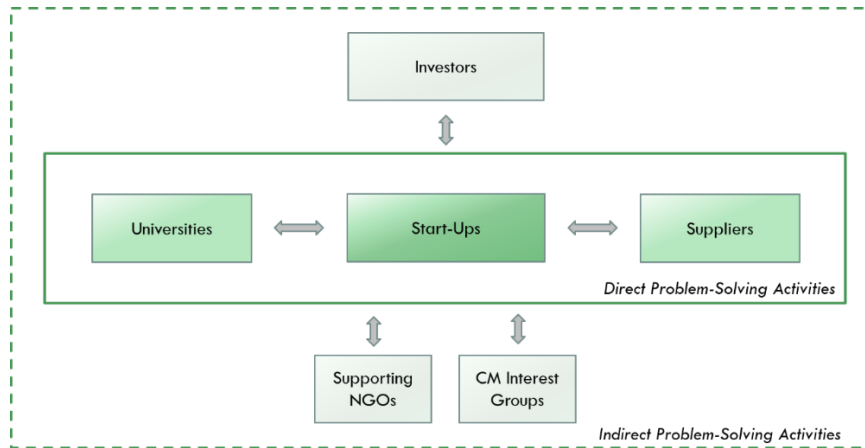 Investors
Universities
Start-Ups
Suppliers
Direct Problem-Solving Activities
Supporting
NGOs
CM Interest
Groups
Indirect Problem-Solving Activities